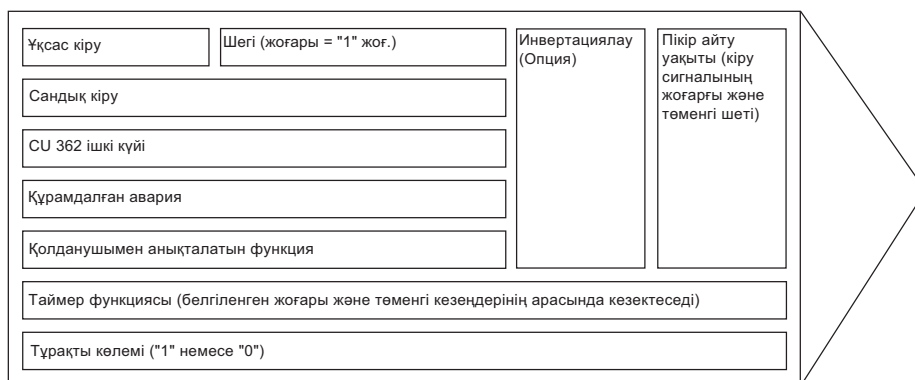 Ұқсас кіру
Шегі (жоғары = "1" жоғ.)
Инвертациялау
(Опция)
Пікір айту
уақыты (кіру
сигналының
жоғарғы және
төменгі шеті)
Сандық кіру
CU 362 ішкі күйі
Құрамдалған авария
Қолданушымен анықталатын функция
Таймер функциясы (белгіленген жоғары және төменгі кезеңдерінің арасында кезектеседі)
Тұрақты көлемі ("1" немесе "0")